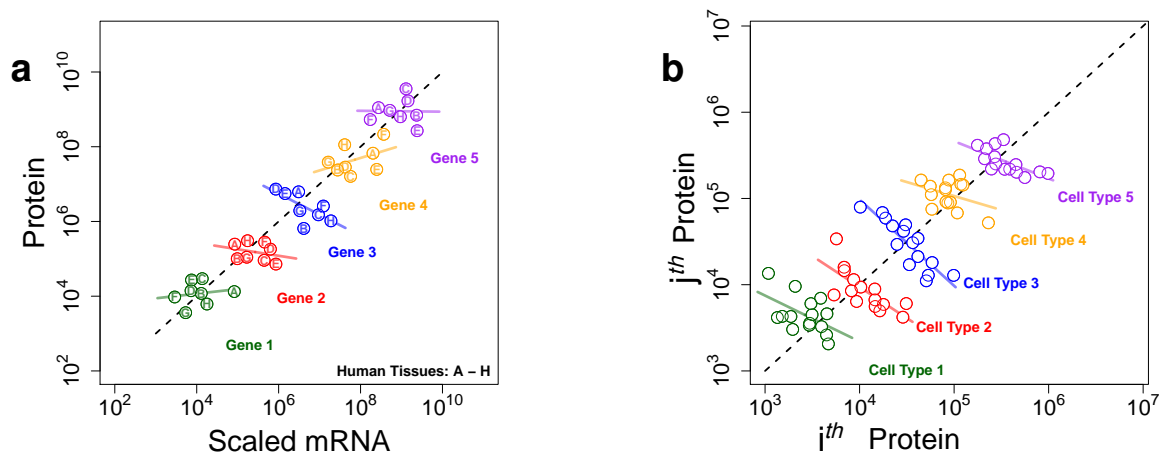 a
Protein
10^10
10^8
10^6
10^4
10^2
10^2 10^4 10^6 10^8 10^10
Scaled mRNA
Gene 5
Gene 4
Gene 3
Gene 2
Gene 1
Human Tissues: A – H
b
j^th Protein
10^7
10^6
10^5
10^4
10^3
10^3 10^4 10^5 10^6 10^7
i^th Protein
Cell Type 5
Cell Type 4
Cell Type 3
Cell Type 2
Cell Type 1